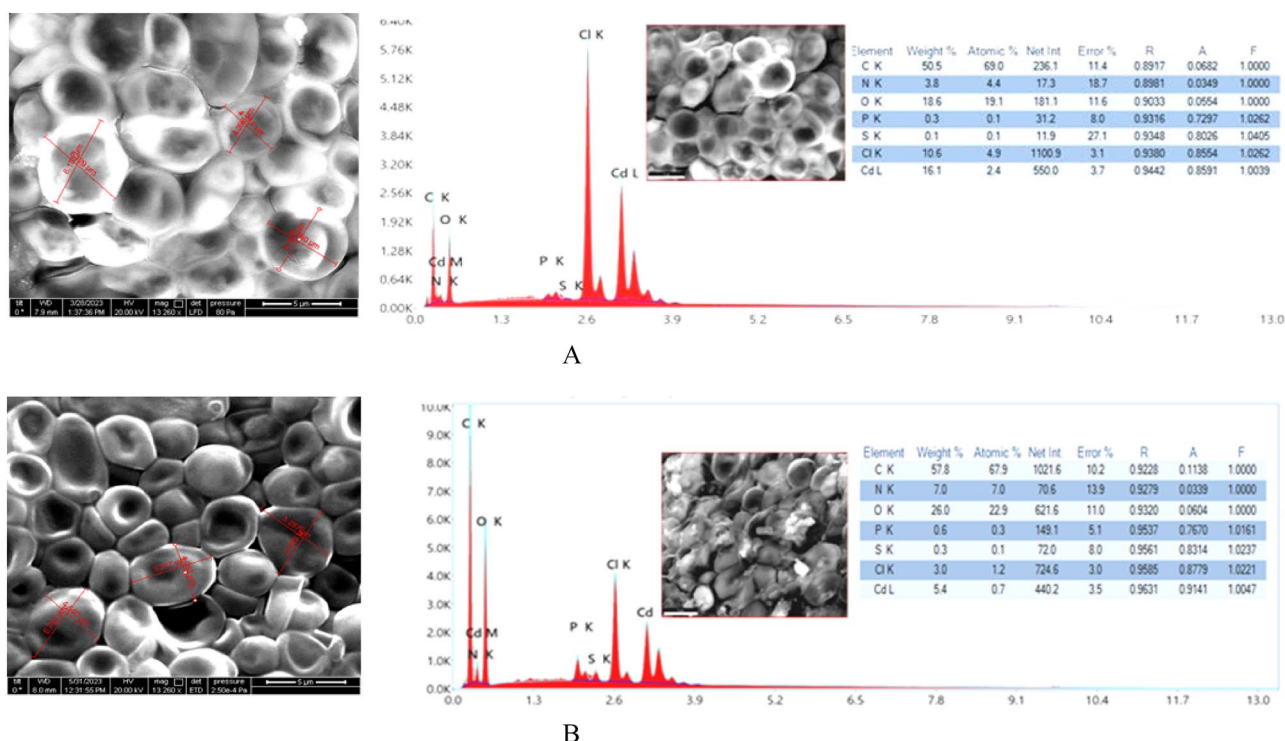 6.40K
5.76K
5.12K
4.48K
3.84K
3.20K
2.56K
1.92K
1.28K
0.64K
0.00K
Cl K
Cd L
C K
O K
Cd M
N K
P K
S K
0.0 1.3 2.6 3.9 5.2 6.5 7.8 9.1 10.4 11.7 13.0
Element Weight % Atomic % Net Int Error % R A F
C K 50.5 69.0 236.1 11.4 0.8917 0.0682 1.0000
N K 3.8 4.4 17.3 18.7 0.8981 0.0349 1.0000
O K 18.6 19.1 181.1 11.6 0.9033 0.0554 1.0000
P K 0.3 0.1 31.2 8.0 0.9316 0.7297 1.0262
S K 0.1 0.1 11.9 27.1 0.9348 0.8026 1.0405
Cl K 10.6 4.9 1100.9 3.1 0.9380 0.8554 1.0262
Cd L 16.1 2.4 550.0 3.7 0.9442 0.8591 1.0039
tilt WD 3/28/2023 HV mag det pressure
0 ° 7.9 mm 1:37:36 PM 20.00 kV 13 260 x LFD 80 Pa
5 µm
A
10.0K
9.0K
8.0K
7.0K
6.0K
5.0K
4.0K
3.0K
2.0K
1.0K
0.0K
C K
O K
Cd M
N K
P K
S K
Cl K
Cd
0.0 1.3 2.6 3.9 5.2 6.5 7.8 9.1 10.4 11.7 13.0
Element Weight % Atomic % Net Int Error % R A F
C K 57.8 67.9 1021.6 10.2 0.9228 0.1138 1.0000
N K 7.0 7.0 70.6 13.9 0.9279 0.0339 1.0000
O K 26.0 22.9 621.6 11.0 0.9320 0.0604 1.0000
P K 0.6 0.3 149.1 5.1 0.9537 0.7670 1.0161
S K 0.3 0.1 72.0 8.0 0.9561 0.8314 1.0237
Cl K 3.0 1.2 724.6 3.0 0.9585 0.8779 1.0221
Cd L 5.4 0.7 440.2 3.5 0.9631 0.9141 1.0047
tilt WD 5/31/2023 HV mag det pressure
0 ° 8.0 mm 12:31:55 PM 20.00 kV 13 260 x ETD 2.50e-4 Pa
5 µm
B